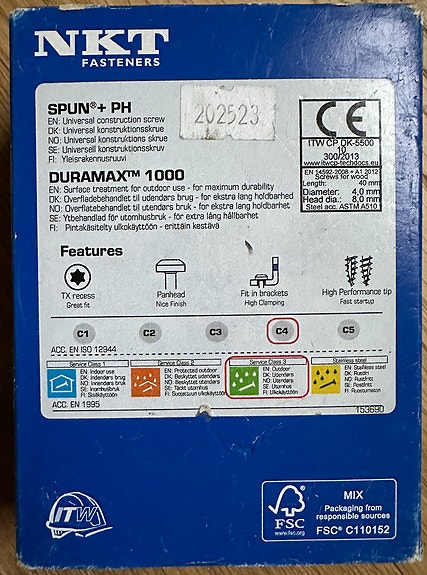 NKT
FASTENERS
SPUN®+ PH
EN: Universal construction screw
DK: Universal konstruktionsskrue
NO: Universal konstruksjons skrue
SE: Universell konstruktionsskruv
FI: Yleisrakennusruuvi
202523
CE
ITW CP DK-5500
10
300/2013
www.itwcp-techdocs.eu
EN 14592-2008 + A1 2012
Screws for wood
Length: 40 mm
Diameter: 4,0 mm
Head dia.: 8,0 mm
Steel acc. ASTM A510
DURAMAX™ 1000
EN: Surface treatment for outdoor use - for maximum durability
DK: Overfladebehandlet til udendørs brug - for ekstra lang holdbarhed
NO: Overflatebehandlet til utendørs bruk - for ekstra lang holdbarhet
SE: Ytbehandlad för utomhusbruk - för extra lång hållbarhet
FI: Pintakäsitelty ulkokäyttöön - erittäin kestävä
Features
TX recess
Great fit
Panhead
Nice Finish
Fit in brackets
High Clamping
High Performance tip
Fast startup
C1 C2 C3 C4 C5
ACC. EN ISO 12944
Service Class 1
EN: Indoor use
DK: Indendørs brug
NO: Innendørs bruk
SE: Inomhusbruk
FI: Sisäkäyttöön
Service Class 2
EN: Protected outdoor
DK: Beskyttet udendørs
NO: Beskyttet utendørs
SE: Täckt utomhus
FI: Suojattuun ulkokäyttöön
Service Class 3
EN: Outdoor
DK: Udendørs
NO: Utendørs
SE: Utomhus
FI: Ulkokäyttöön
Stainless steel
EN: Stainless steel
DK: Rustfri
NO: Rustfritt
SE: Rostfritt
FI: Ruostumaton
ACC. EN 1995
153690
ITW
FSC
www.fsc.org
MIX
Packaging from
responsible sources
FSC® C110152